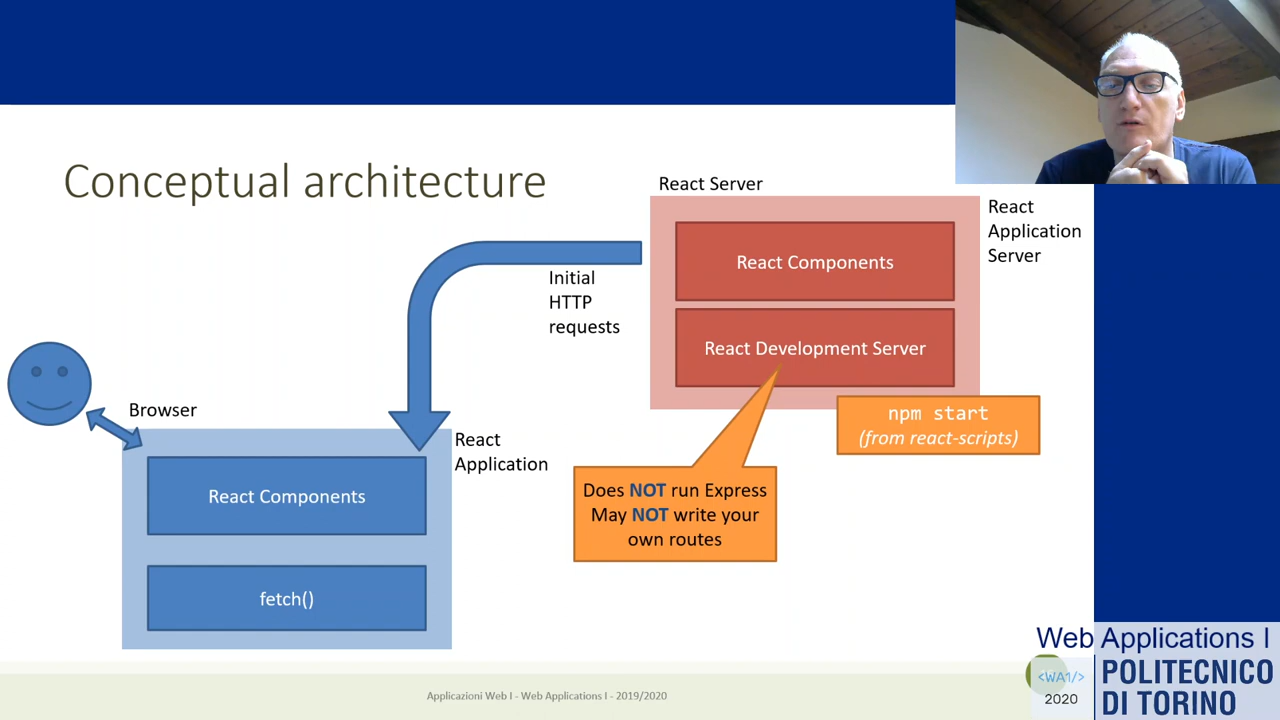 Conceptual architecture
React Server
React
Application
Server
React Components
React Development Server
Initial
HTTP
requests
npm start
(from react-scripts)
Browser
React
Application
React Components
fetch()
Does NOT run Express
May NOT write your
own routes
Applicazioni Web I - Web Applications I - 2019/2020
Web Applications I
<WA1/>
2020
POLITECNICO
DI TORINO